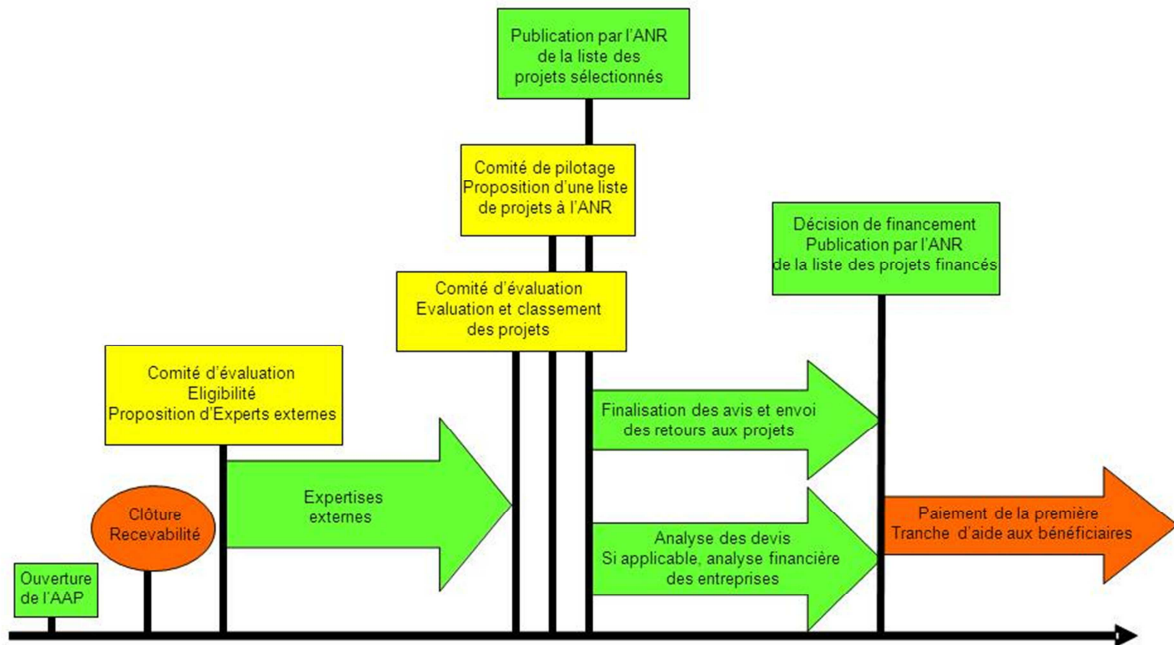 Publication par l'ANR
de la liste des
projets sélectionnés
Comité de pilotage
Proposition d'une liste
de projets à l'ANR
Décision de financement
Publication par l'ANR
de la liste des projets financés
Comité d'évaluation
Evaluation et classement
des projets
Comité d'évaluation
Eligibilité
Proposition d'Experts externes
Finalisation des avis et envoi
des retours aux projets
Expertises
externes
Clôture
Recevabilité
Analyse des devis
Si applicable, analyse financière
des entreprises
Paiement de la première
Tranche d'aide aux bénéficiaires
Ouverture
de l'AAP